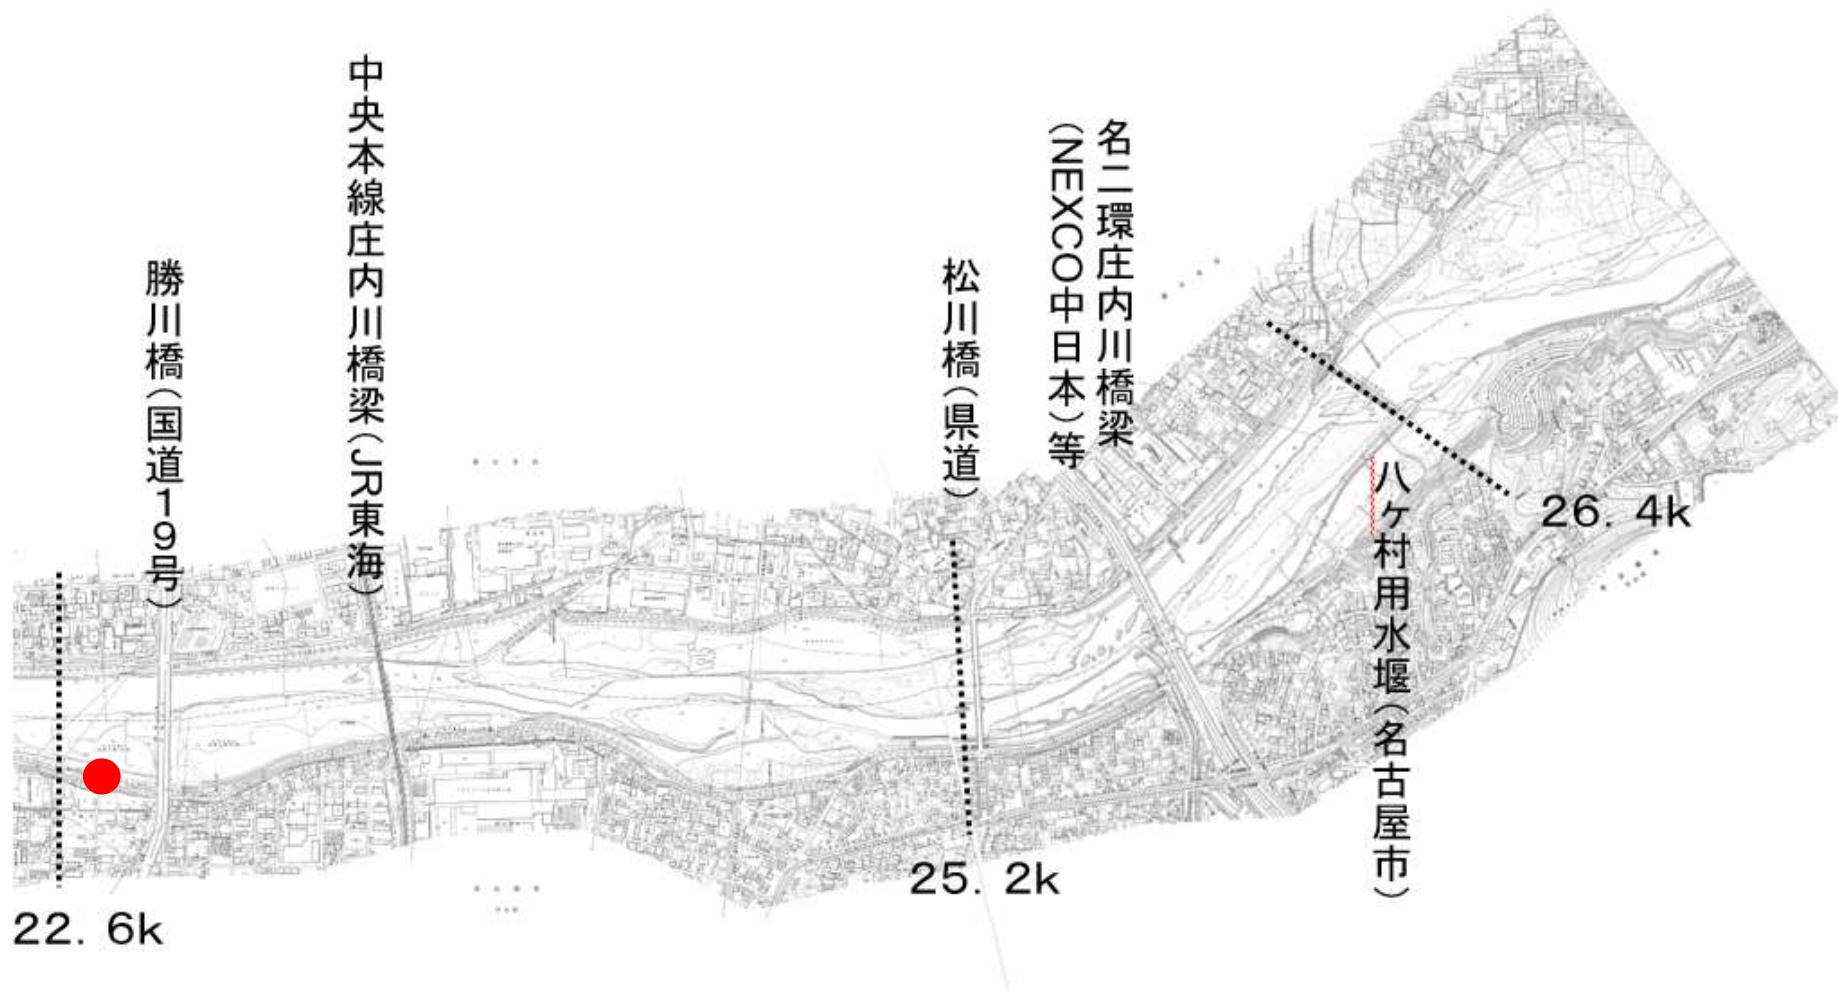 勝川橋(国道19号)
中央本線庄内川橋梁(JR東海)
松川橋(県道)
名二環庄内川橋梁
(NEXCO中日本)等
八ケ村用水堰(名古屋市)
22.6k
25.2k
26.4k